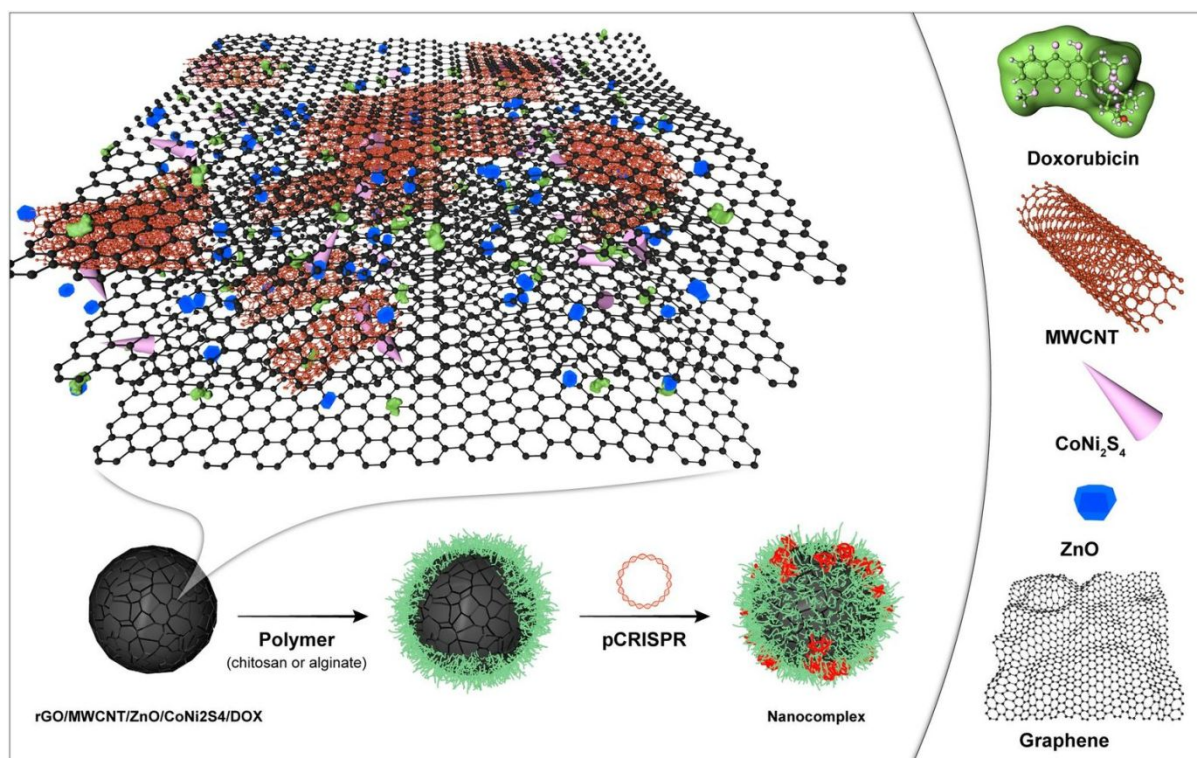 Doxorubicin
MWCNT
CoNi₂S₄
ZnO
Graphene
Polymer
(chitosan or alginate)
pCRISPR
rGO/MWCNT/ZnO/CoNi2S4/DOX
Nanocomplex